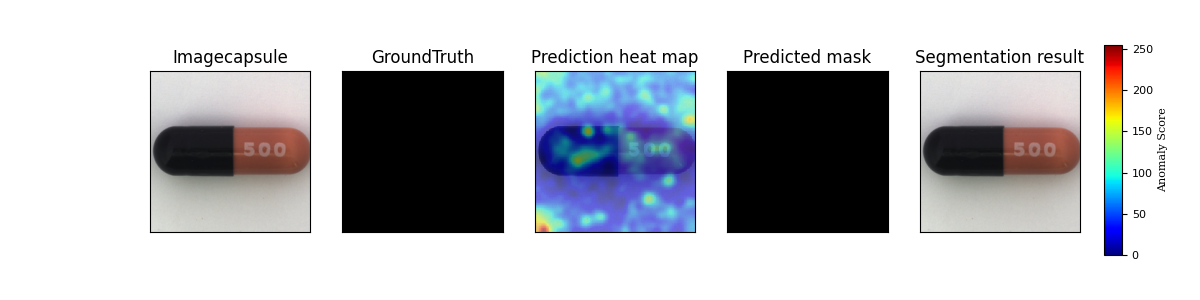 Imagecapsule
GroundTruth
Prediction heat map
Predicted mask
Segmentation result
500
500
500
250
200
150
100
50
0
Anomaly Score